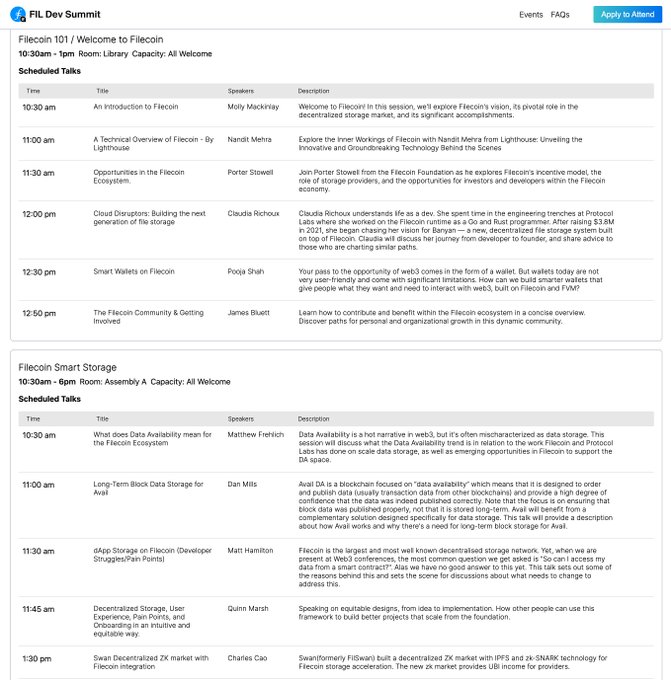 FIL Dev Summit
Events FAQs Apply to Attend
Filecoin 101 / Welcome to Filecoin
10:30am - 1pm Room: Library Capacity: All Welcome
Scheduled Talks
Time Title Speakers Description
10:30 am An Introduction to Filecoin Molly Mackinlay Welcome to Filecoin! In this session, we'll explore Filecoin's vision, its pivotal role in the
decentralized storage market, and its significant accomplishments.
11:00 am A Technical Overview of Filecoin - By Nandit Mehra Explore the Inner Workings of Filecoin with Nandit Mehra from Lighthouse: Unveiling the
Lighthouse Innovative and Groundbreaking Technology Behind the Scenes
11:30 am Opportunities in the Filecoin Porter Stowell Join Porter Stowell from the Filecoin Foundation as he explores Filecoin's incentive model, the
Ecosystem. role of storage providers, and the opportunities for investors and developers within the Filecoin
economy.
12:00 pm Cloud Disruptors: Building the next Claudia Richoux Claudia Richoux understands life as a dev. She spent time in the engineering trenches at Protocol
generation of file storage Labs where she worked on the Filecoin runtime as a Go and Rust programmer. After raising $3.8M
in 2021, she began chasing her vision for Banyan — a new, decentralized file storage system built
on top of Filecoin. Claudia will discuss her journey from developer to founder, and share advice to
those who are charting similar paths.
12:30 pm Smart Wallets on Filecoin Pooja Shah Your pass to the opportunity of web3 comes in the form of a wallet. But wallets today are not
very user-friendly and come with significant limitations. How can we build smarter wallets that
give people what they want and need to interact with web3, built on Filecoin and FVM?
12:50 pm The Filecoin Community & Getting James Bluett Learn how to contribute and benefit within the Filecoin ecosystem in a concise overview.
Involved Discover paths for personal and organizational growth in this dynamic community.
Filecoin Smart Storage
10:30am - 6pm Room: Assembly A Capacity: All Welcome
Scheduled Talks
Time Title Speakers Description
10:30 am What does Data Availability mean for Matthew Frehlich Data Availability is a hot narrative in web3, but it's often mischaracterized as data storage. This
the Filecoin Ecosystem session will discuss what the Data Availability trend is in relation to the work Filecoin and Protocol
Labs has done on scale data storage, as well as emerging opportunities in Filecoin to support the
DA space.
11:00 am Long-Term Block Data Storage for Dan Mills Avail DA is a blockchain focused on "data availability" which means that it is designed to order
Avail and publish data (usually transaction data from other blockchains) and provide a high degree of
confidence that the data was indeed published correctly. Note that the focus is on ensuring that
block data was published properly, not that it is stored long-term. Avail will benefit from a
complementary solution designed specifically for data storage. This talk will provide a description
about how Avail works and why there's a need for long-term block storage for Avail.
11:30 am dApp Storage on Filecoin (Developer Matt Hamilton Filecoin is the largest and most well known decentralised storage network. Yet, when we are
Struggles/Pain Points) present at Web3 conferences, the most common question we get asked is "So can I access my
data from a smart contract?". Alas we have no good answer to this yet. This talk sets out some of
the reasons behind this and sets the scene for discussions about what needs to change to
address this.
11:45 am Decentralized Storage, User Quinn Marsh Speaking on equitable designs, from idea to implementation. How other people can use this
Experience, Pain Points, and framework to build better projects that scale from the foundation.
Onboarding in an intuitive and
equitable way.
1:30 pm Swan Decentralized ZK market with Charles Cao Swan(formerly FilSwan) built a decentralized ZK market with IPFS and zk-SNARK technology for
Filecoin integration Filecoin storage acceleration. The new zk market provides UBI income for providers.